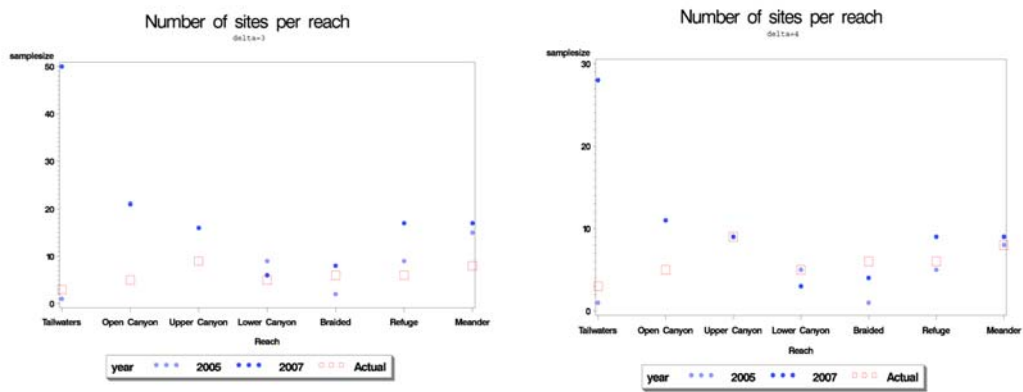 Number of sites per reach
delta=3
samplesize
50
40
30
20
10
0
Tailwaters Open Canyon Upper Canyon Lower Canyon Braided Refuge Meander
Reach
year 2005 2007 Actual
Number of sites per reach
delta=4
samplesize
30
20
10
0
Tailwaters Open Canyon Upper Canyon Lower Canyon Braided Refuge Meander
Reach
year 2005 2007 Actual